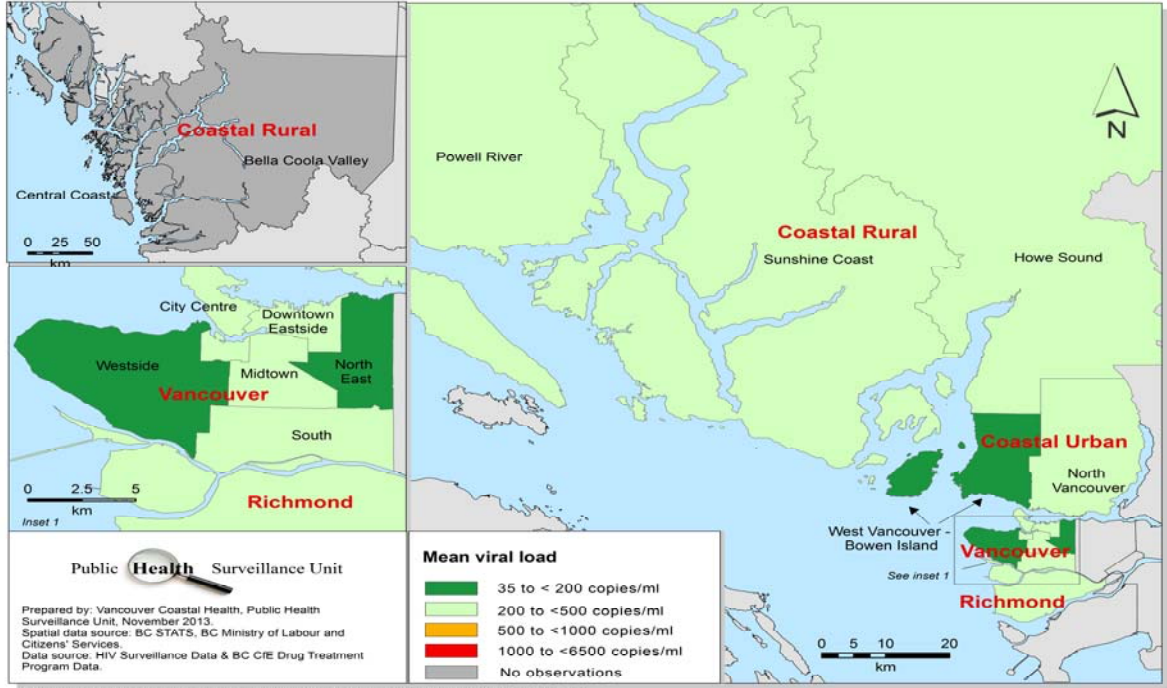 Coastal Rural
Bella Coola Valley
Central Coast
0 25 50
km
City Centre
Downtown
Eastside
Westside
Midtown
North
East
Vancouver
South
Richmond
0 2.5 5
km
Inset 1
Public Health Surveillance Unit
Prepared by: Vancouver Coastal Health, Public Health
Surveillance Unit, November 2013.
Spatial data source: BC STATS, BC Ministry of Labour and
Citizens' Services.
Data source: HIV Surveillance Data & BC CfE Drug Treatment
Program Data.
N
Powell River
Coastal Rural
Sunshine Coast
Howe Sound
Coastal Urban
North
Vancouver
West Vancouver -
Bowen Island
Vancouver
See inset 1
Richmond
0 10 20
km
Mean viral load
35 to < 200 copies/ml
200 to <500 copies/ml
500 to <1000 copies/ml
1000 to <6500 copies/ml
No observations